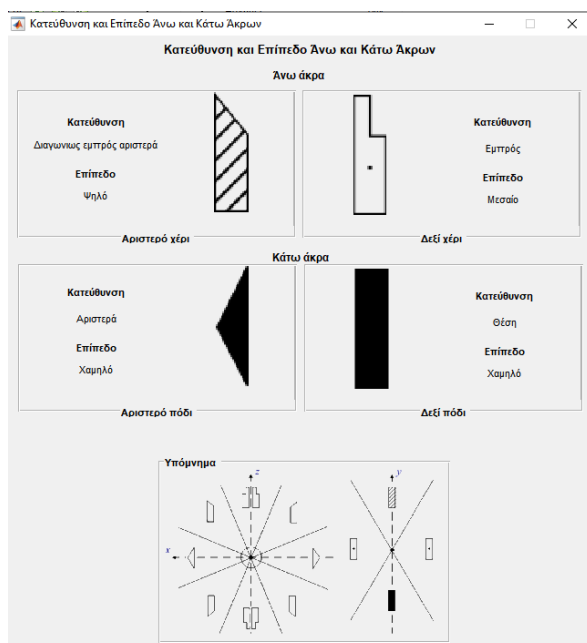 Κατεύθυνση και Επίπεδο Άνω και Κάτω Άκρων
Κατεύθυνση και Επίπεδο Άνω και Κάτω Άκρων
Άνω άκρα
Κατεύθυνση
Διαγωνιως εμπρός αριστερά
Επίπεδο
Ψηλό
Αριστερό χέρι
Κατεύθυνση
Εμπρός
Επίπεδο
Μεσαίο
Δεξί χέρι
Κάτω άκρα
Κατεύθυνση
Αριστερά
Επίπεδο
Χαμηλό
Αριστερό πόδι
Κατεύθυνση
Θέση
Επίπεδο
Χαμηλό
Δεξί πόδι
Υπόμνημα
z
x
y